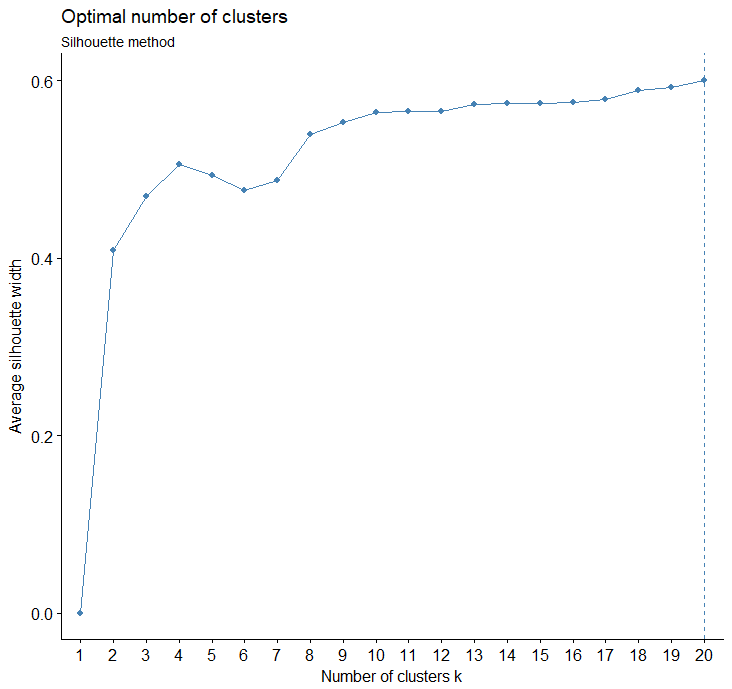 Optimal number of clusters
Silhouette method
Average silhouette width
0.6
0.4
0.2
0.0
1 2 3 4 5 6 7 8 9 10 11 12 13 14 15 16 17 18 19 20
Number of clusters k